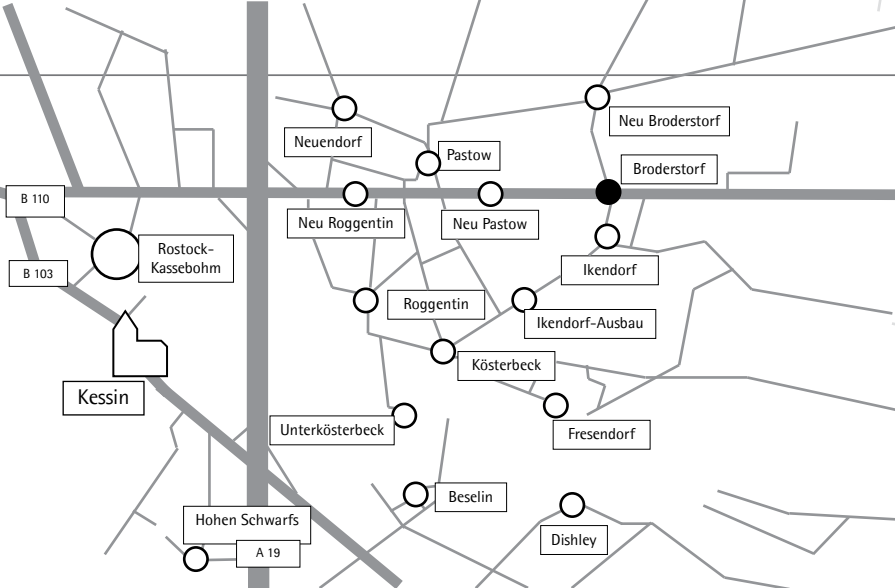 Neu Broderstorf
Neuendorf
Pastow
Broderstorf
B 110
Neu Roggentin
Neu Pastow
Rostock-
Kassebohm
B 103
Ikendorf
Roggentin
Ikendorf-Ausbau
Kösterbeck
Kessin
Unterkösterbeck
Fresendorf
Beselin
Hohen Schwarfs
Dishley
A 19